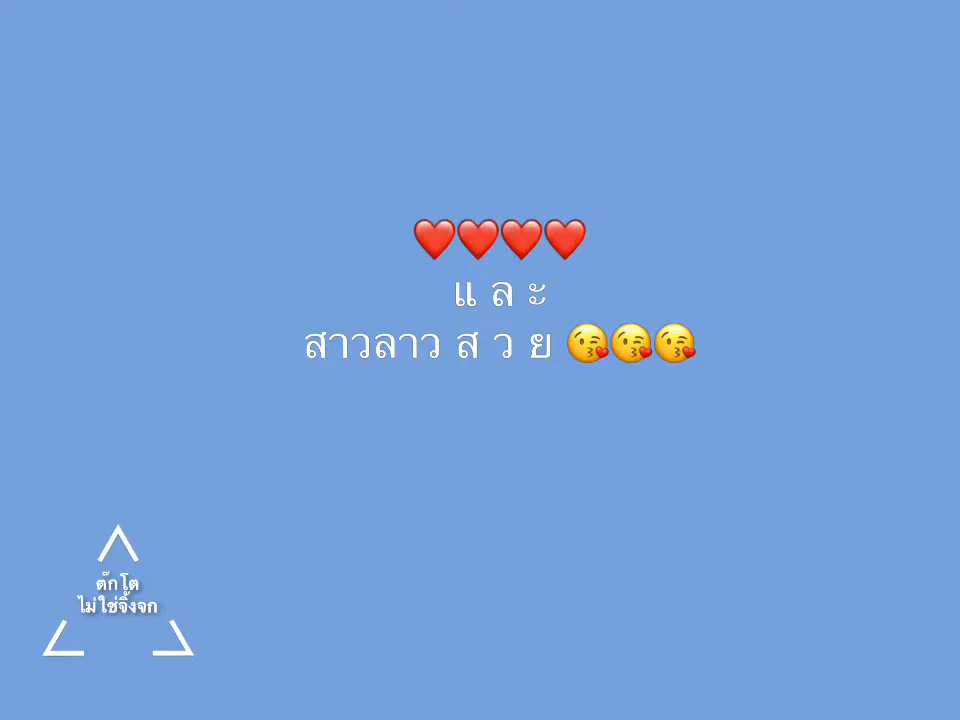 ❤️❤️❤️❤️
แ ล ะ
สาวลาว ส ว ย 😘😘😘
ต๊กโต
ไม่ใช่จิ้งจก